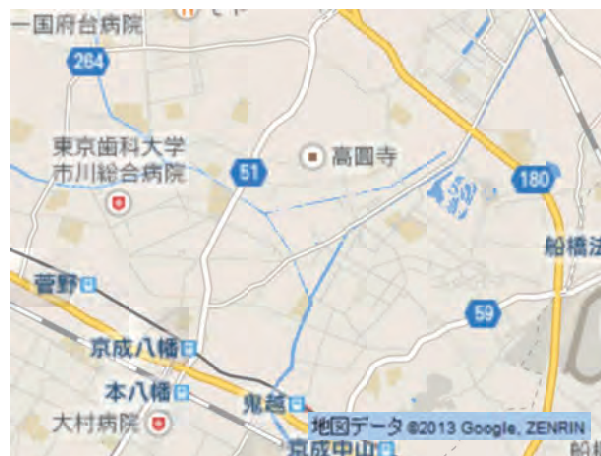 一国府台病院
264
東京歯科大学
市川総合病院
51
高圓寺
180
船橋法
菅野
59
京成八幡
本八幡
鬼越
大村病院
地図データ ©2013 Google, ZENRIN
京成中山
船橋